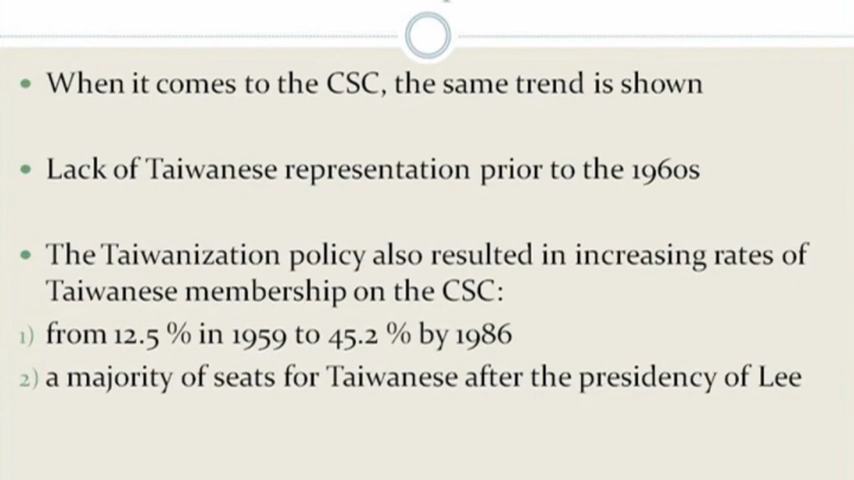 • When it comes to the CSC, the same trend is shown
• Lack of Taiwanese representation prior to the 1960s
• The Taiwanization policy also resulted in increasing rates of
Taiwanese membership on the CSC:
1) from 12.5 % in 1959 to 45.2 % by 1986
2) a majority of seats for Taiwanese after the presidency of Lee